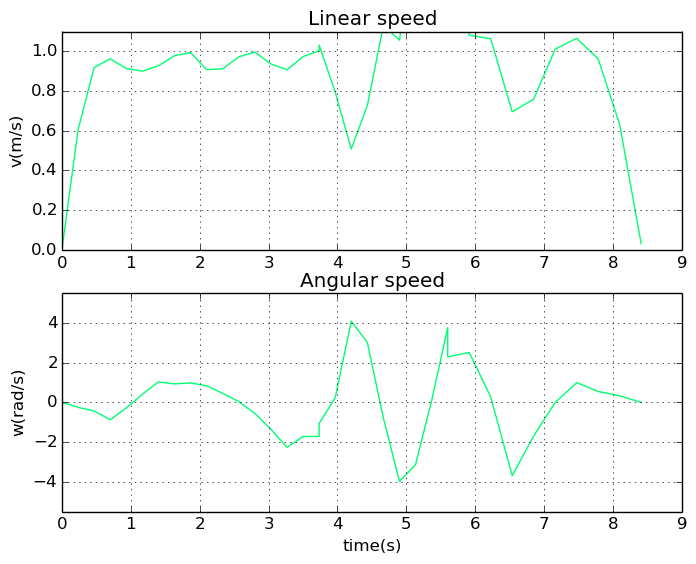 Linear speed
1.0
0.8
0.6
0.4
0.2
0.0
v(m/s)
0 1 2 3 4 5 6 7 8 9
Angular speed
4
2
0
−2
−4
w(rad/s)
0 1 2 3 4 5 6 7 8 9
time(s)